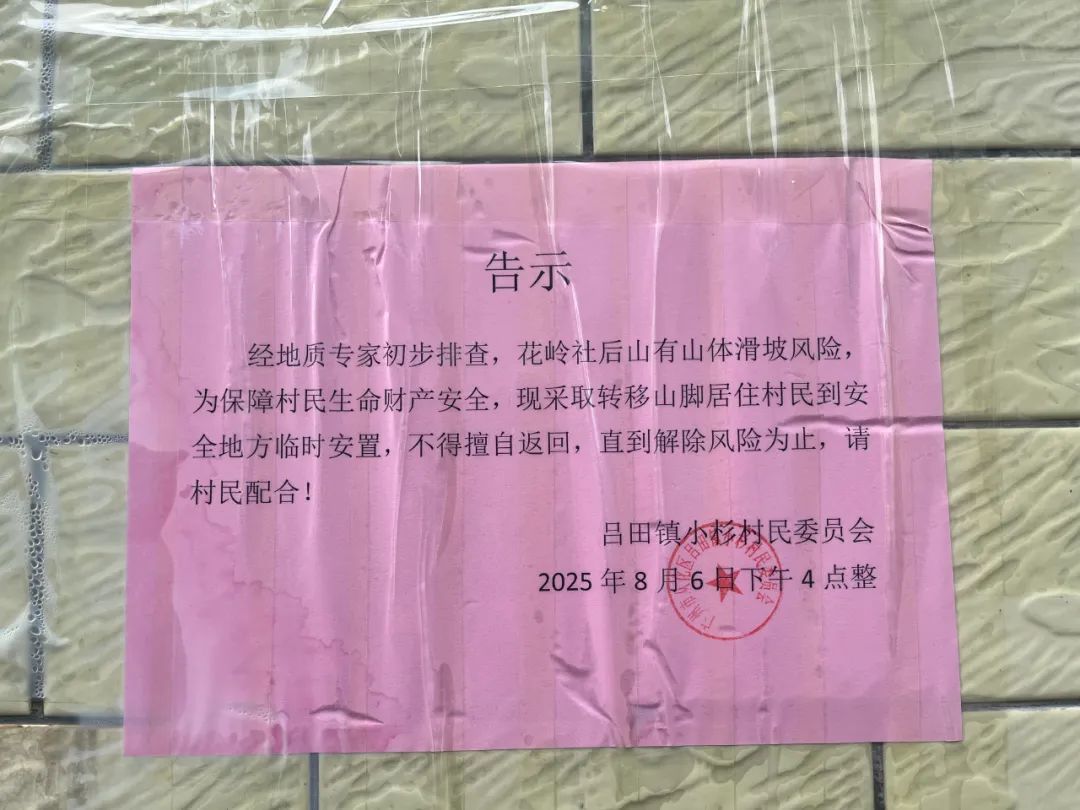 告示
经地质专家初步排查，花岭社后山有山体滑坡风险，
为保障村民生命财产安全，现采取转移山脚居住村民到安
全地方临时安置，不得擅自返回，直到解除风险为止，请
村民配合！
吕田镇小杉村民委员会
2025年8月6日下午4点整